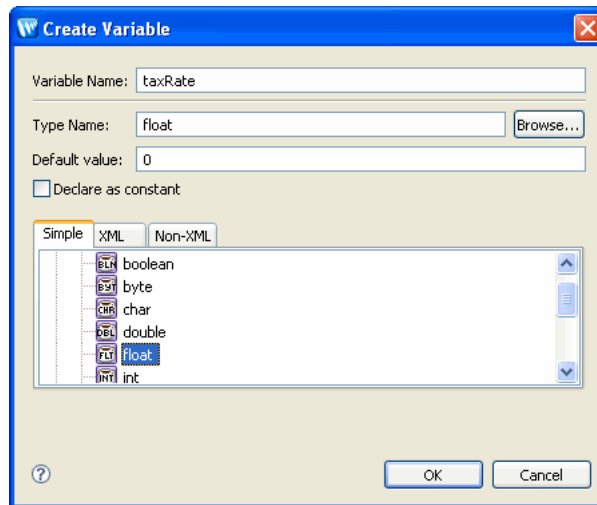 Create Variable
Variable Name: taxRate
Type Name: float Browse...
Default value: 0
Declare as constant
Simple XML Non-XML
BLN boolean
BYT byte
CHR char
DBL double
FLT float
INT int
? OK Cancel